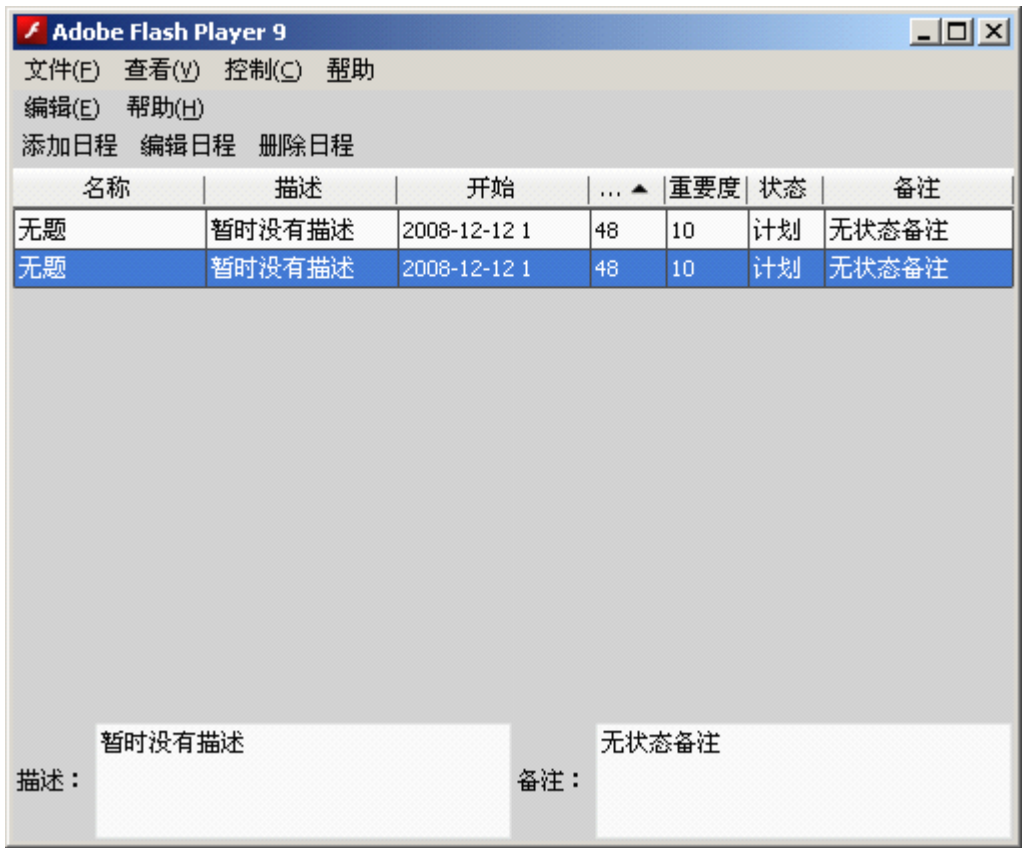 Adobe Flash Player 9
文件(F) 查看(V) 控制(C) 帮助
编辑(E) 帮助(H)
添加日程 编辑日程 删除日程
名称 描述 开始 ... 重要度 状态 备注
无题 暂时没有描述 2008-12-12 1 48 10 计划 无状态备注
无题 暂时没有描述 2008-12-12 1 48 10 计划 无状态备注
描述： 暂时没有描述 备注： 无状态备注